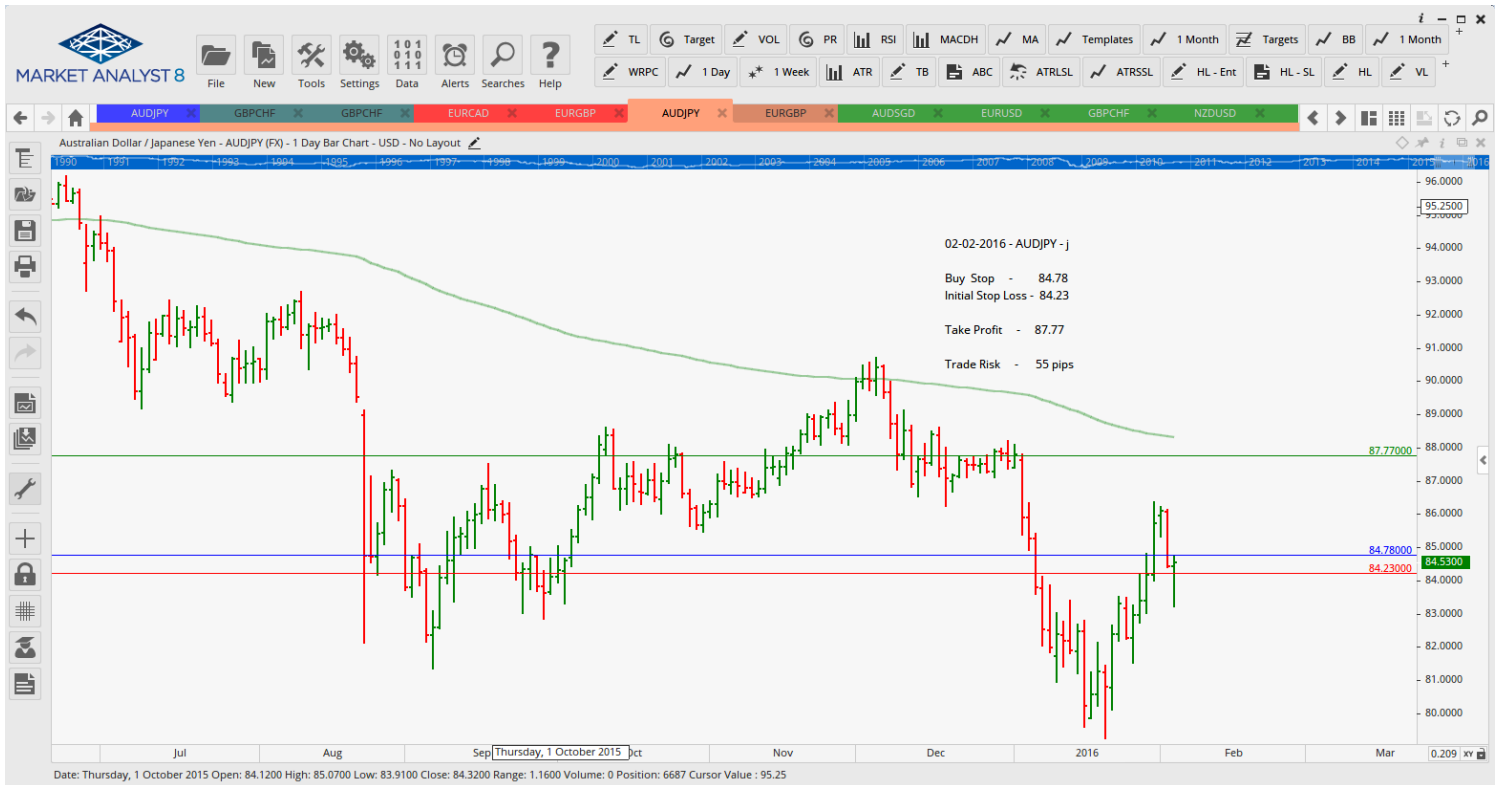 MARKET ANALYST 8
File
New
Tools
Settings
101
010
111
Data
Alerts
Searches
?
Help
TL
Target
VOL
PR
RSI
MACDH
MA
Templates
1 Month
Targets
BB
1 Month
+
WRPC
1 Day
1 Week
ATR
TB
ABC
ATRLSL
ATRSSL
HL - Ent
HL - SL
HL
VL
+
AUDJPY
GBPCHF
GBPCHF
EURCAD
EURGBP
AUDJPY
EURGBP
AUDSGD
EURUSD
GBPCHF
NZDUSD
Australian Dollar / Japanese Yen - AUDJPY (FX) - 1 Day Bar Chart - USD - No Layout
1990 1991 1992 1993 1994 1995 1996 1997 1998 1999 2000 2001 2002 2003 2004 2005 2006 2007 2008 2009 2010 2011 2012 2013 2014 2015 2016
96.0000
95.2500
95.0000
94.0000
93.0000
92.0000
91.0000
90.0000
89.0000
88.0000
87.0000
86.0000
85.0000
84.5300
84.0000
83.0000
82.0000
81.0000
80.0000
02-02-2016 - AUDJPY - j
Buy Stop - 84.78
Initial Stop Loss - 84.23
Take Profit - 87.77
Trade Risk - 55 pips
87.77000
84.78000
84.23000
Jul Aug Sep Thursday, 1 October 2015 Oct Nov Dec 2016 Feb Mar
0.209 XY
Date: Thursday, 1 October 2015 Open: 84.1200 High: 85.0700 Low: 83.9100 Close: 84.3200 Range: 1.1600 Volume: 0 Position: 6687 Cursor Value : 95.25